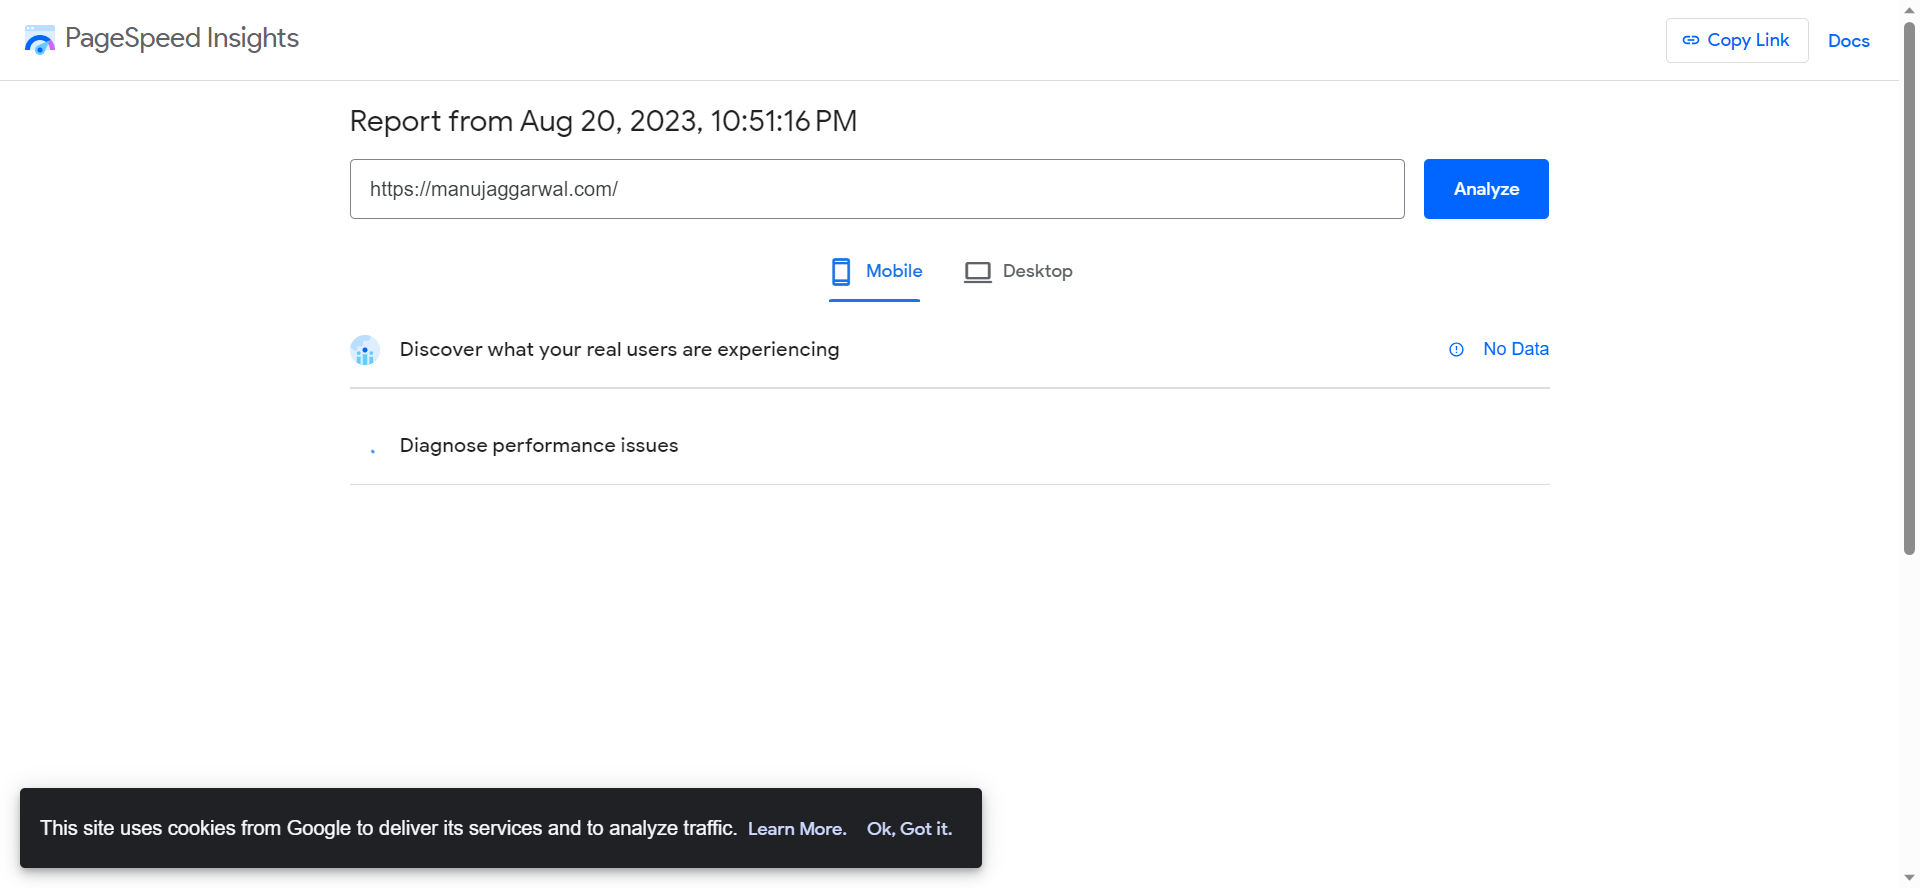 PageSpeed Insights
Copy Link
Docs
Report from Aug 20, 2023, 10:51:16 PM
https://manujaggarwal.com/
Analyze
Mobile
Desktop
Discover what your real users are experiencing
No Data
Diagnose performance issues
This site uses cookies from Google to deliver its services and to analyze traffic. Learn More. Ok, Got it.